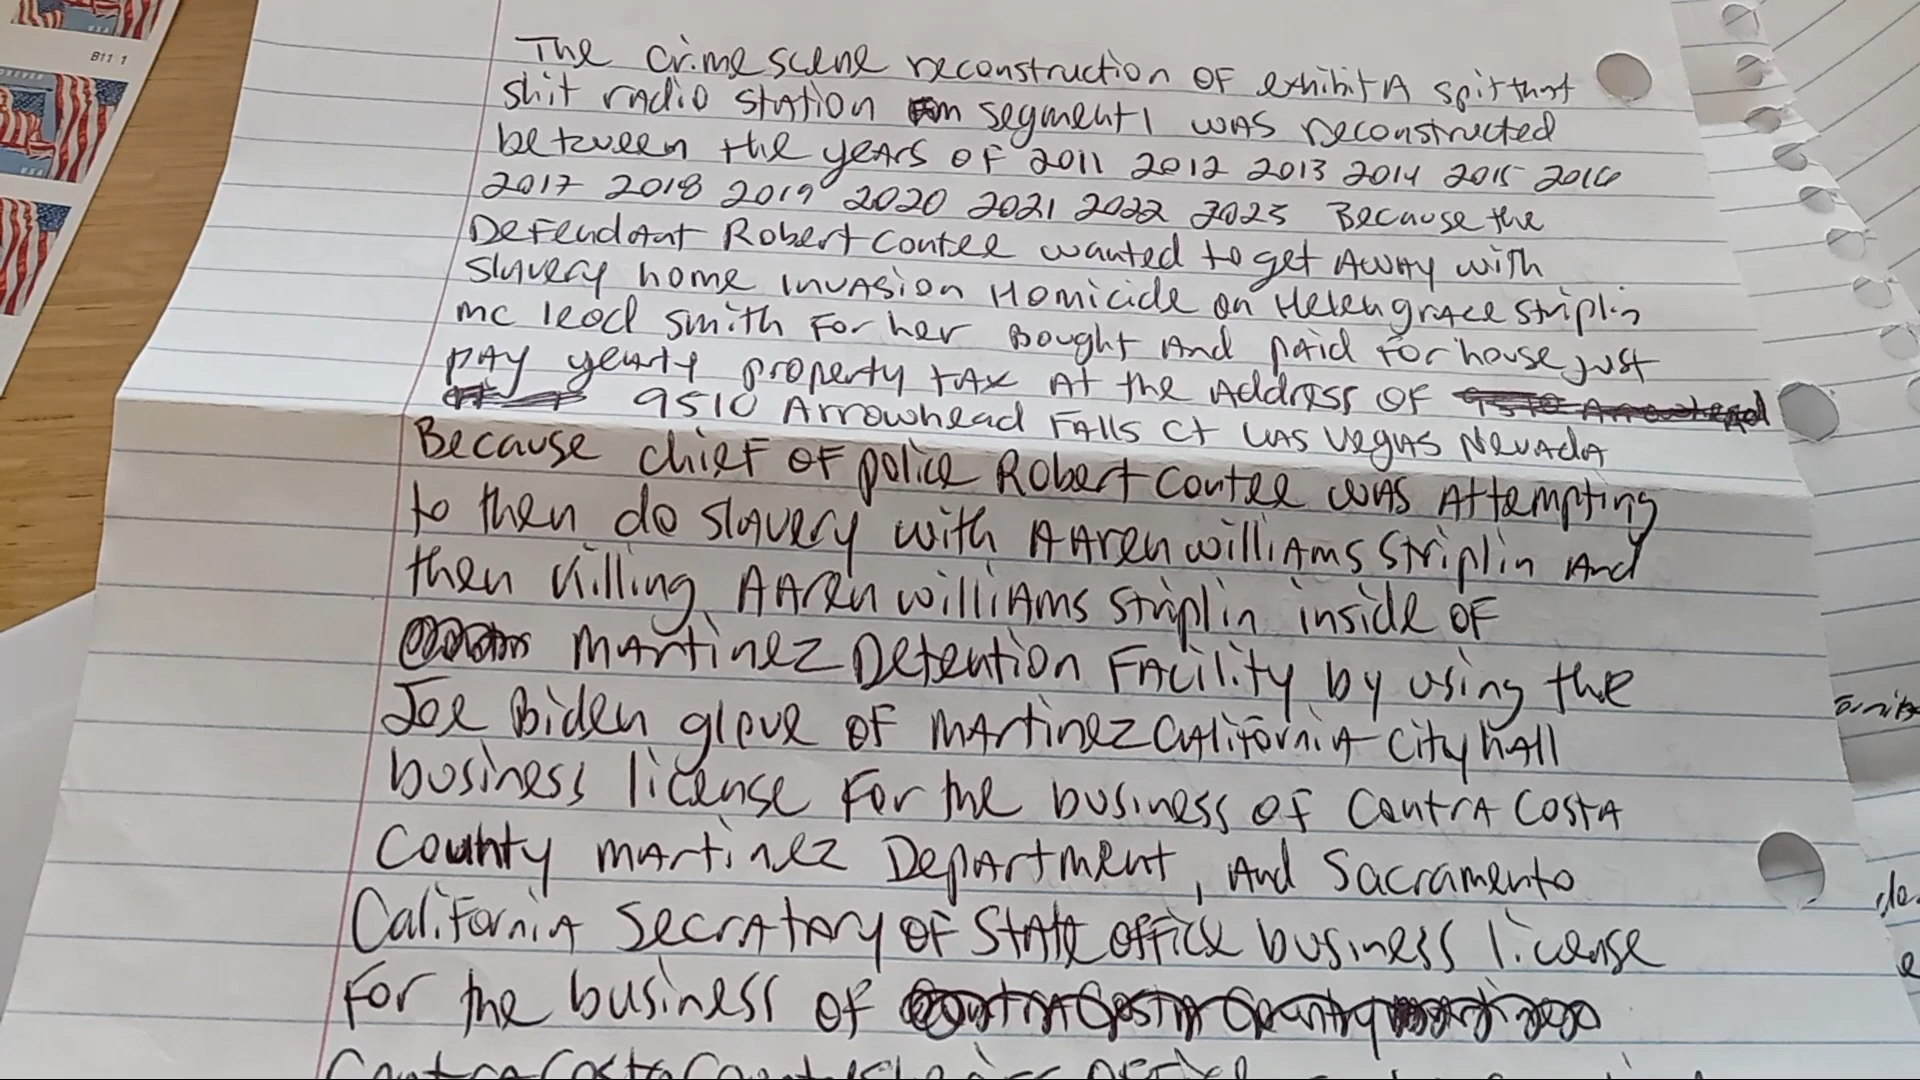 B11 1
FOREVER
USA
The crime scene reconstruction OF exhibit A spit that
shit radio station segment 1 WAS reconstructed
between the years OF 2011 2012 2013 2014 2015 2016
2017 2018 2019 2020 2021 2022 2023 Because the
Defendant Robert Contee wanted to get AWAY with
slavery home invasion Homicide on Helen grace Striplin
mc leod smith For her Bought And paid For house just
pAy yearly property tax At the Address OF
9510 Arrowhead FAlls ct LAS VegAs NevadA
Because chief OF police Robert Contee WAS Attempting
to then do slavery with AAren williams Striplin And
then killing AAren williAms Striplin inside OF
MArtinez Detention Facility by using the
Joe Biden glove OF MArtinez CAliforniA City hAll
business license For the business OF ContrA CostA
County MArtinez DepArtment, And Sacramento
CaliforniA SecrAtAry OF State office business license
For the business OF
ContrA CostA County